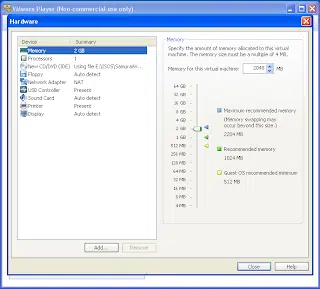 VMware Player (Non-commercial use only)
Hardware
Device Summary
Memory 2 GB
Processors 1
New CD/DVD (IDE) Using file E:\ISOS\Samurai...
Floppy Auto detect
Network Adapter NAT
USB Controller Present
Sound Card Auto detect
Printer Present
Display Auto detect
Add...
Remove
Memory
Specify the amount of memory allocated to this virtual
machine. The memory size must be a multiple of 4 MB.
Memory for this virtual machine: 2048 MB
64 GB
32 GB
16 GB
8 GB
4 GB
2 GB
1 GB
512 MB
256 MB
128 MB
64 MB
32 MB
16 MB
8 MB
4 MB
Maximum recommended memory
(Memory swapping may
occur beyond this size.)
2284 MB
Recommended memory
1024 MB
Guest OS recommended minimum
512 MB
Close
Help